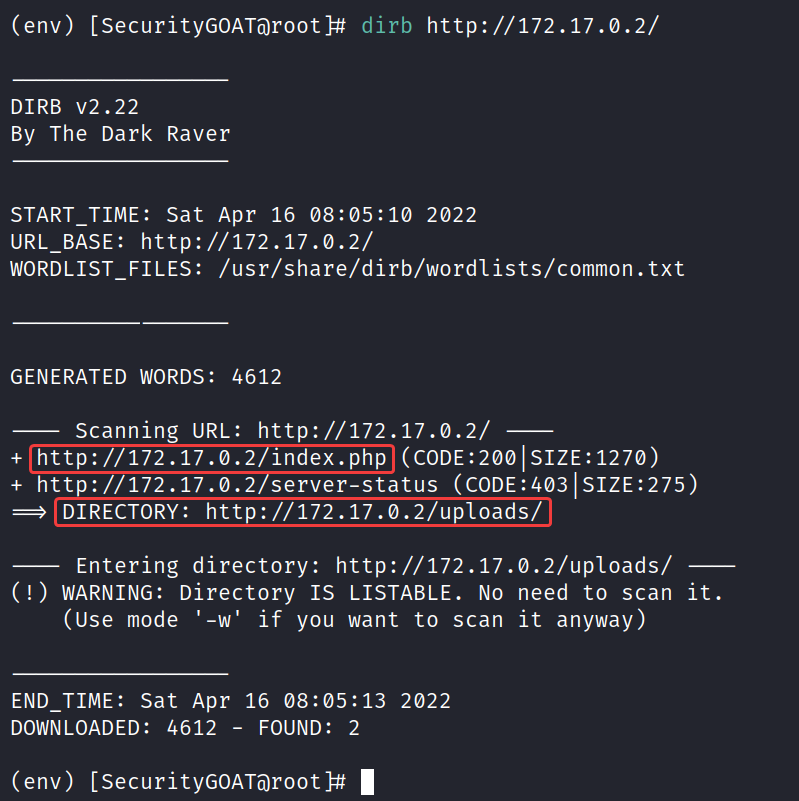 (env) [SecurityGOAT@root]# dirb http://172.17.0.2/
-----------------
DIRB v2.22
By The Dark Raver
-----------------
START_TIME: Sat Apr 16 08:05:10 2022
URL_BASE: http://172.17.0.2/
WORDLIST_FILES: /usr/share/dirb/wordlists/common.txt
-----------------
GENERATED WORDS: 4612
---- Scanning URL: http://172.17.0.2/ ----
+ http://172.17.0.2/index.php (CODE:200|SIZE:1270)
+ http://172.17.0.2/server-status (CODE:403|SIZE:275)
==> DIRECTORY: http://172.17.0.2/uploads/
---- Entering directory: http://172.17.0.2/uploads/ ----
(!) WARNING: Directory IS LISTABLE. No need to scan it.
(Use mode '-w' if you want to scan it anyway)
-----------------
END_TIME: Sat Apr 16 08:05:13 2022
DOWNLOADED: 4612 - FOUND: 2
(env) [SecurityGOAT@root]#